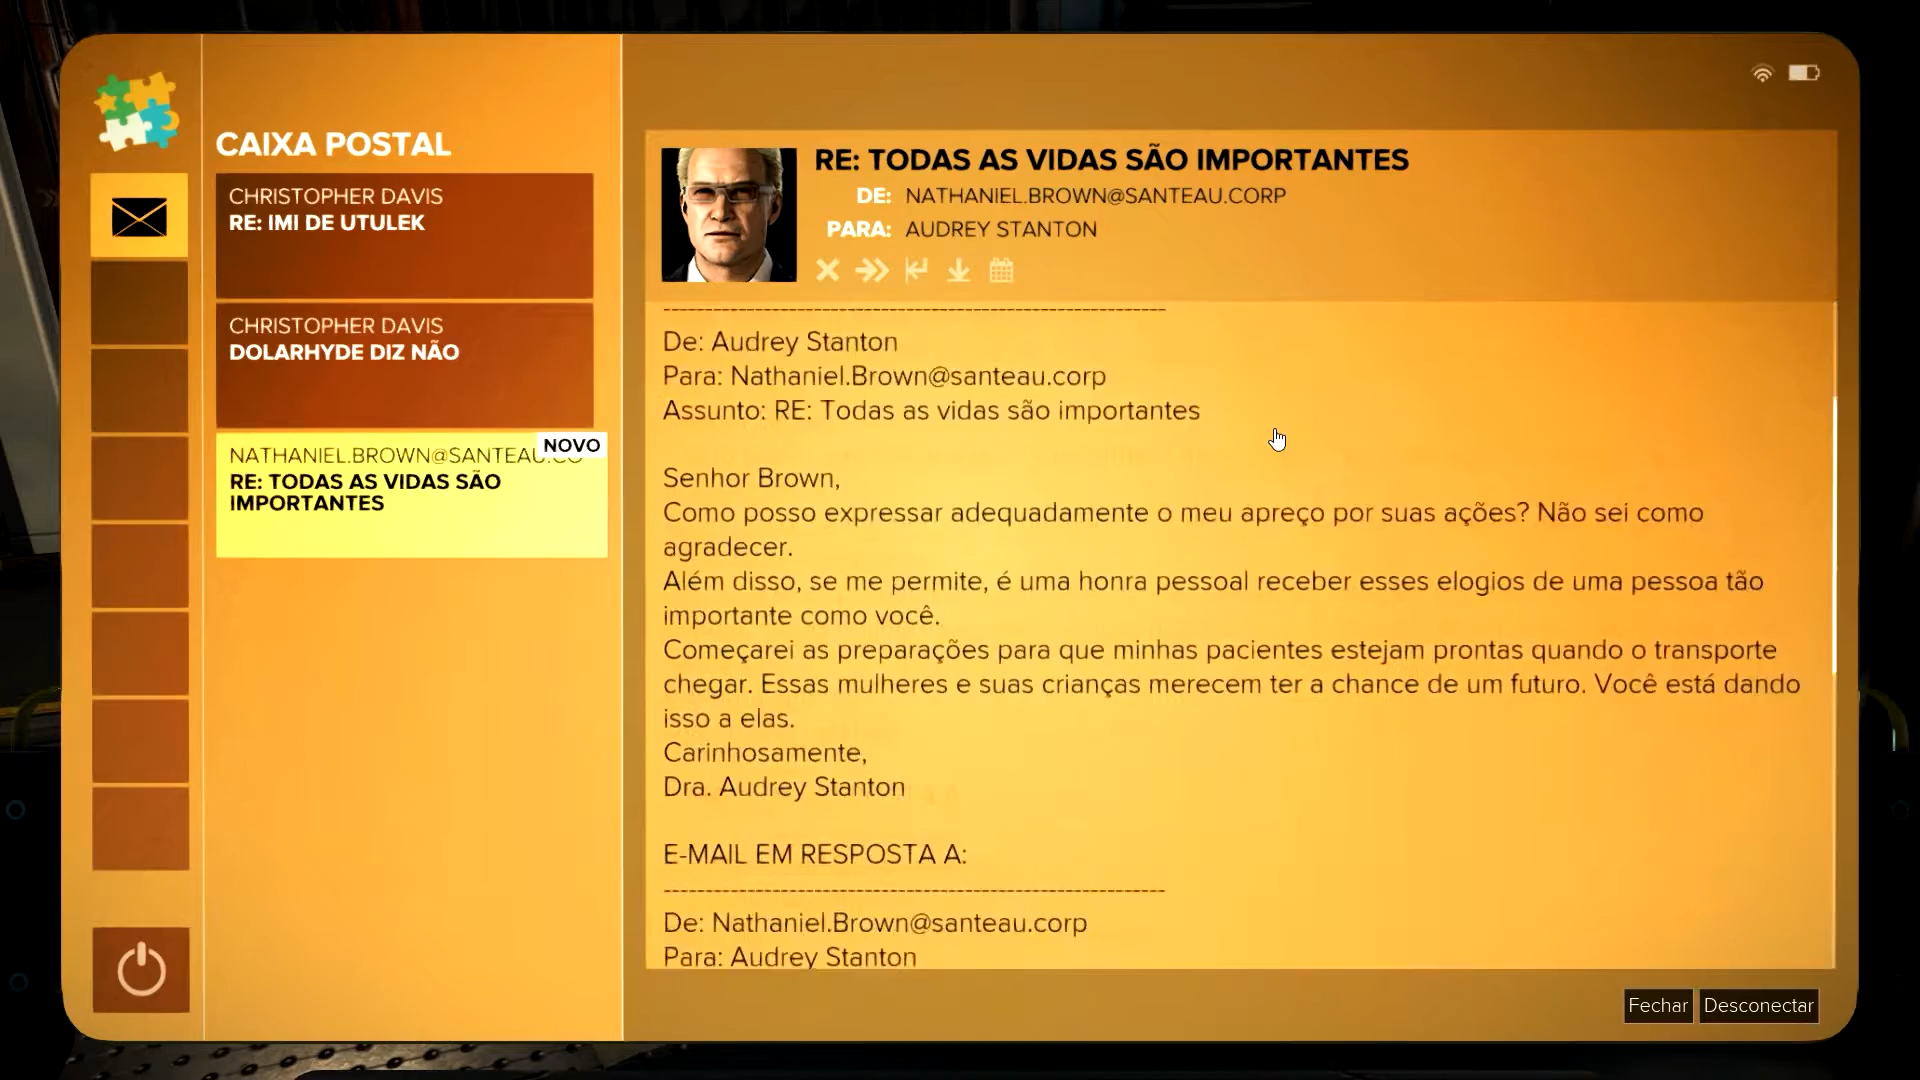 CAIXA POSTAL
CHRISTOPHER DAVIS
RE: IMI DE UTULEK
CHRISTOPHER DAVIS
DOLARHYDE DIZ NÃO
NOVO
NATHANIEL.BROWN@SANTEAU.CO
RE: TODAS AS VIDAS SÃO
IMPORTANTES
RE: TODAS AS VIDAS SÃO IMPORTANTES
DE: NATHANIEL.BROWN@SANTEAU.CORP
PARA: AUDREY STANTON
------------------------------------------------------------
De: Audrey Stanton
Para: Nathaniel.Brown@santeau.corp
Assunto: RE: Todas as vidas são importantes
Senhor Brown,
Como posso expressar adequadamente o meu apreço por suas ações? Não sei como
agradecer.
Além disso, se me permite, é uma honra pessoal receber esses elogios de uma pessoa tão
importante como você.
Começarei as preparações para que minhas pacientes estejam prontas quando o transporte
chegar. Essas mulheres e suas crianças merecem ter a chance de um futuro. Você está dando
isso a elas.
Carinhosamente,
Dra. Audrey Stanton
E-MAIL EM RESPOSTA A:
------------------------------------------------------------
De: Nathaniel.Brown@santeau.corp
Para: Audrey Stanton
Fechar
Desconectar